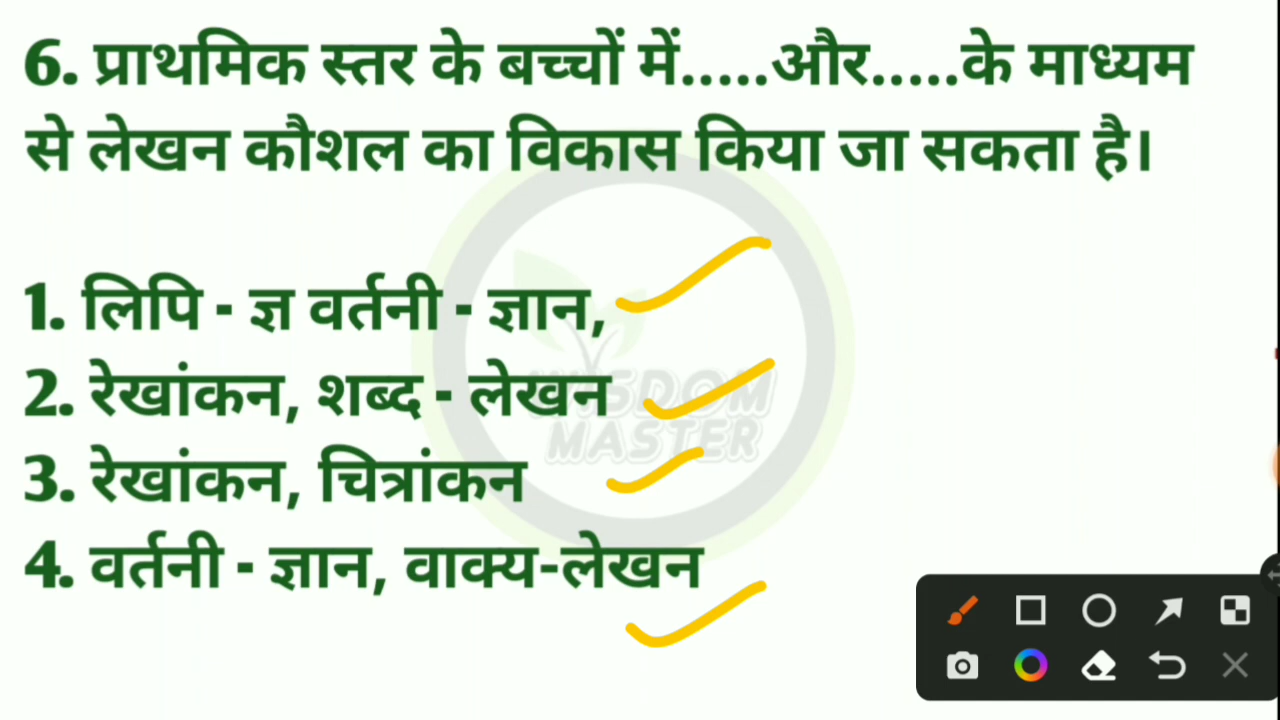 6. प्राथमिक स्तर के बच्चों में.....और.....के माध्यम
से लेखन कौशल का विकास किया जा सकता है।
1. लिपि - ज्ञ वर्तनी - ज्ञान,
2. रेखांकन, शब्द - लेखन
3. रेखांकन, चित्रांकन
4. वर्तनी - ज्ञान, वाक्य-लेखन
WISDOM
MASTER